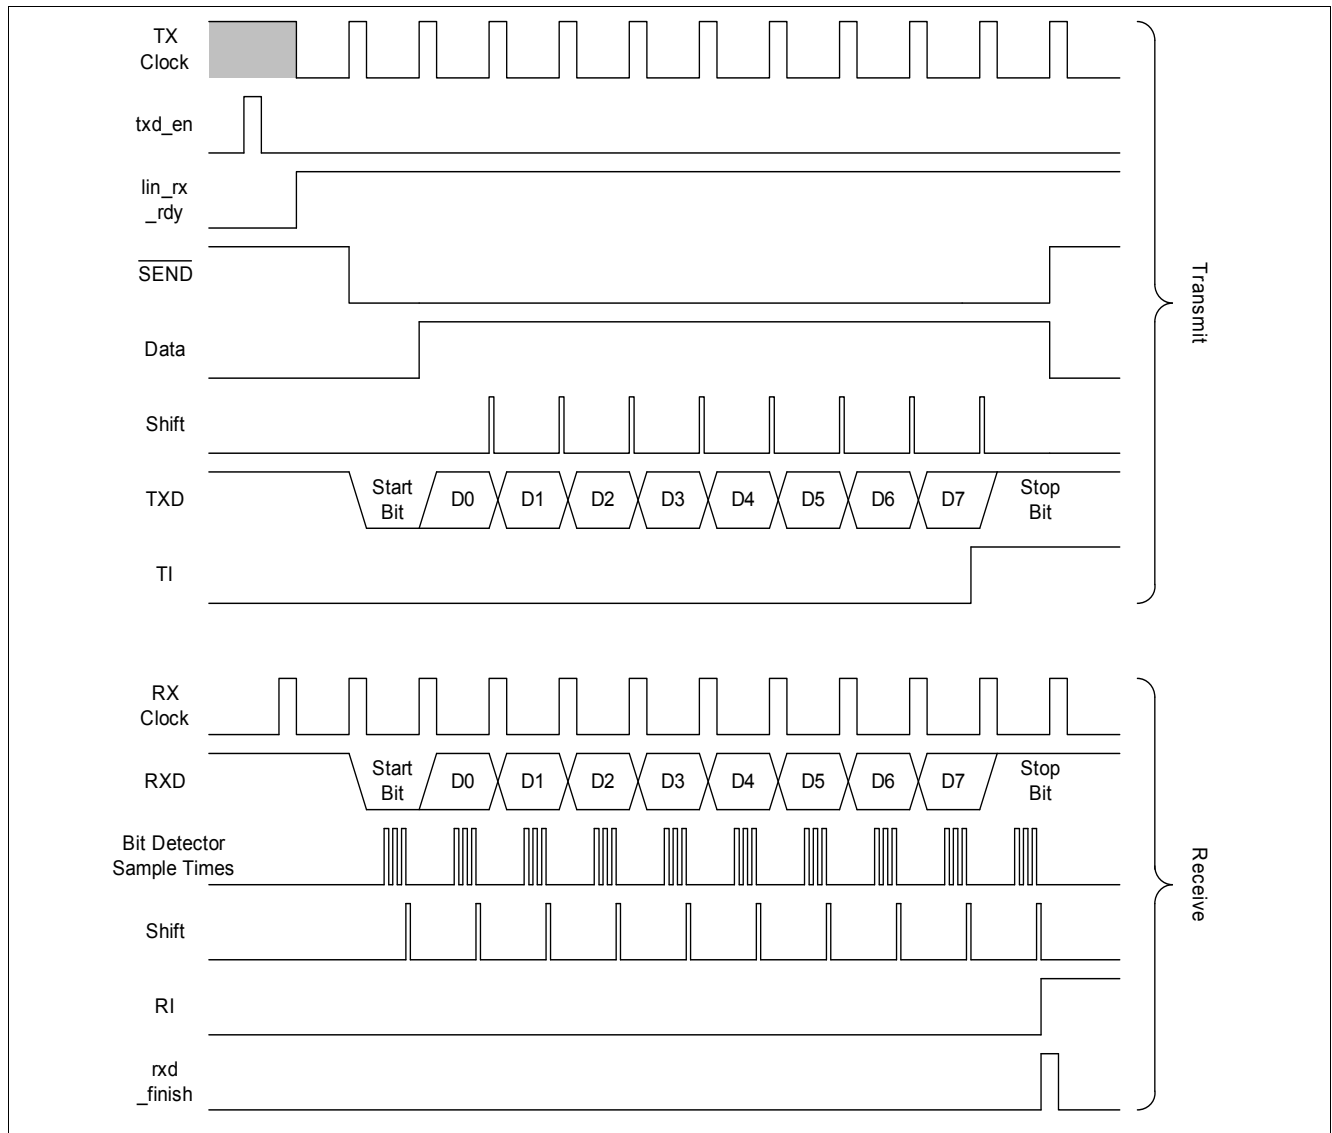 TX
Clock
txd_en
lin_rx
_rdy
SEND
Data
Shift
TXD
Start
Bit
D0
D1
D2
D3
D4
D5
D6
D7
Stop
Bit
TI
Transmit
RX
Clock
RXD
Start
Bit
D0
D1
D2
D3
D4
D5
D6
D7
Stop
Bit
Bit Detector
Sample Times
Shift
RI
rxd
_finish
Receive